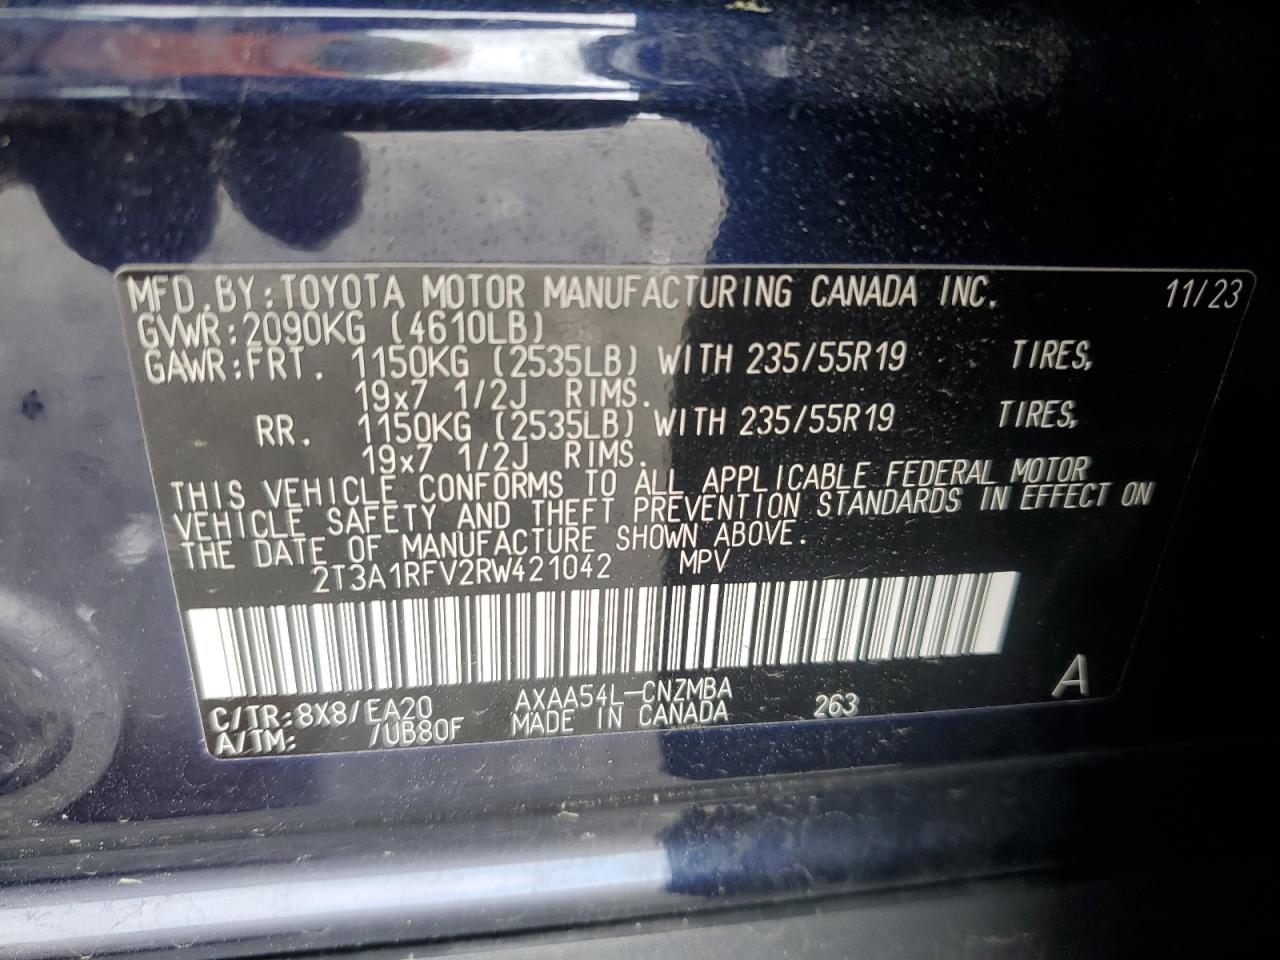 MFD.BY:TOYOTA MOTOR MANUFACTURING CANADA INC. 11/23
GVWR:2090KG (4610LB)
GAWR:FRT. 1150KG (2535LB) WITH 235/55R19 TIRES,
19x7 1/2J RIMS.
RR. 1150KG (2535LB) WITH 235/55R19 TIRES,
19x7 1/2J RIMS.
THIS VEHICLE CONFORMS TO ALL APPLICABLE FEDERAL MOTOR
VEHICLE SAFETY AND THEFT PREVENTION STANDARDS IN EFFECT ON
THE DATE OF MANUFACTURE SHOWN ABOVE.
2T3A1RFV2RW421042 MPV
C/TR:8X8/EA20 AXAA54L-CNZMBA 263 A
A/TM: /UB80F MADE IN CANADA